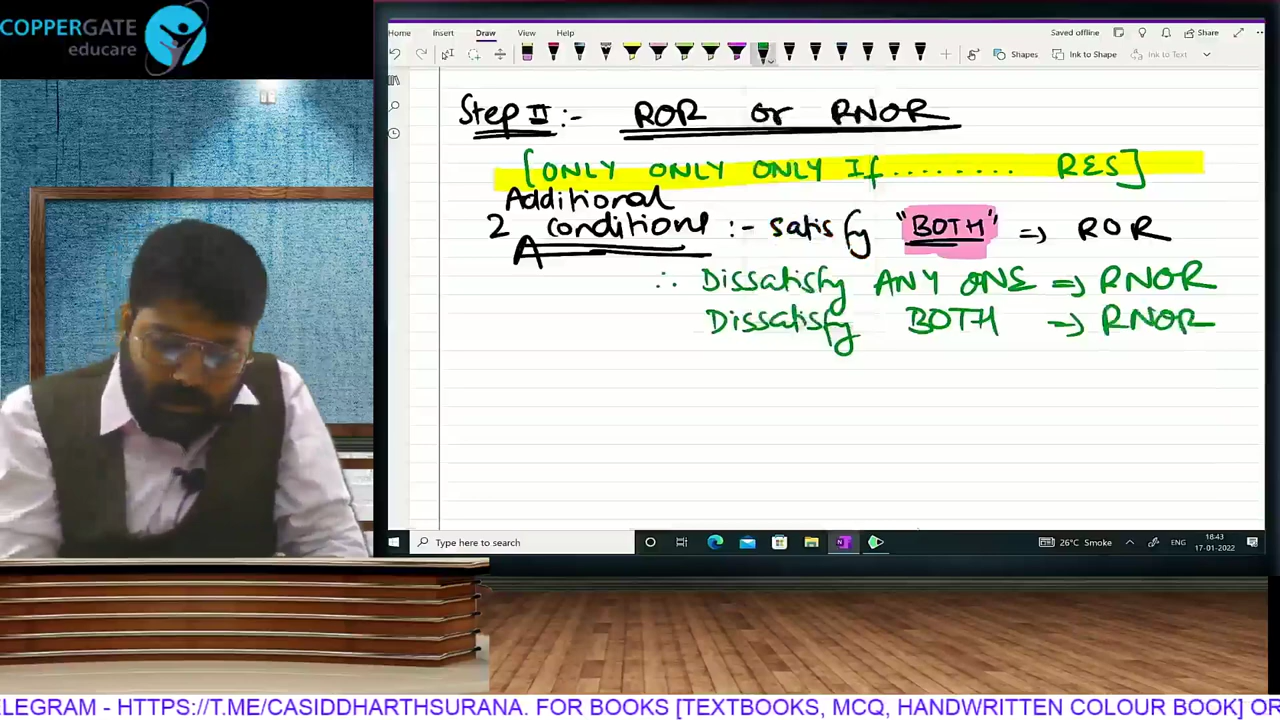 COPPERGATE
educare
Home Insert Draw View Help
Saved offline
Share
Shapes
Ink to Shape
Ink to Text
Step II :- ROR or RNOR
[ONLY ONLY ONLY If........ RES]
Additional
2 conditions :- satisfy "BOTH" => ROR
∴ Dissatisfy ANY ONE => RNOR
Dissatisfy BOTH => RNOR
Type here to search
26°C Smoke
ENG
18:43
17-01-2022
ELEGRAM - HTTPS://T.ME/CASIDDHARTHSURANA. FOR BOOKS [TEXTBOOKS, MCQ, HANDWRITTEN COLOUR BOOK] OR